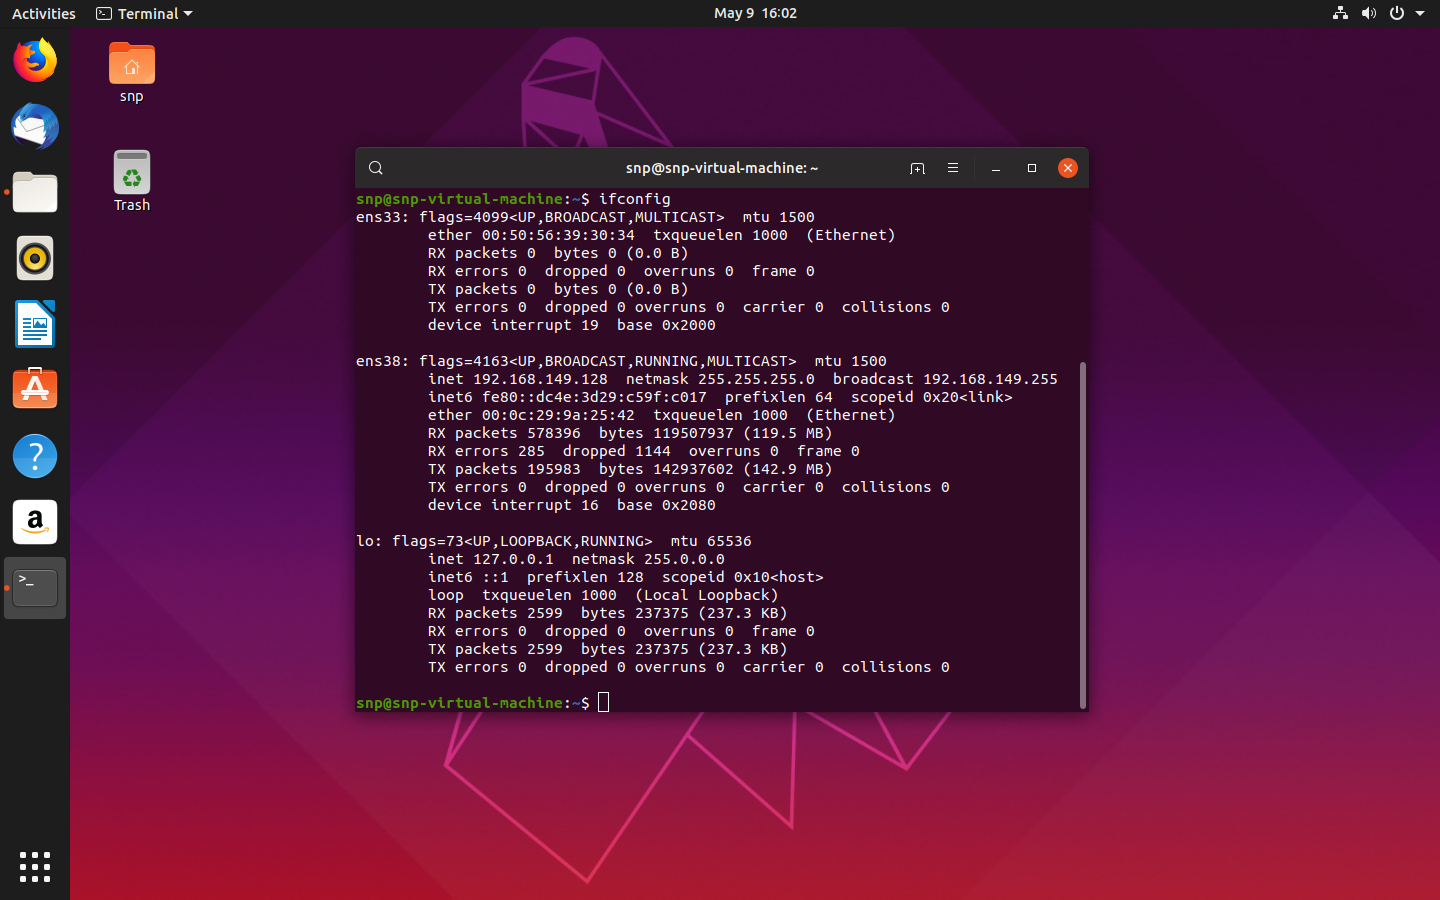 Activities
Terminal
May 9 16:02
snp
Trash
snp@snp-virtual-machine: ~
snp@snp-virtual-machine:~$ ifconfig
ens33: flags=4099<UP,BROADCAST,MULTICAST>  mtu 1500
        ether 00:50:56:39:30:34  txqueuelen 1000  (Ethernet)
        RX packets 0  bytes 0 (0.0 B)
        RX errors 0  dropped 0  overruns 0  frame 0
        TX packets 0  bytes 0 (0.0 B)
        TX errors 0  dropped 0 overruns 0  carrier 0  collisions 0
        device interrupt 19  base 0x2000
ens38: flags=4163<UP,BROADCAST,RUNNING,MULTICAST>  mtu 1500
        inet 192.168.149.128  netmask 255.255.255.0  broadcast 192.168.149.255
        inet6 fe80::dc4e:3d29:c59f:c017  prefixlen 64  scopeid 0x20<link>
        ether 00:0c:29:9a:25:42  txqueuelen 1000  (Ethernet)
        RX packets 578396  bytes 119507937 (119.5 MB)
        RX errors 285  dropped 1144  overruns 0  frame 0
        TX packets 195983  bytes 142937602 (142.9 MB)
        TX errors 0  dropped 0 overruns 0  carrier 0  collisions 0
        device interrupt 16  base 0x2080
lo: flags=73<UP,LOOPBACK,RUNNING>  mtu 65536
        inet 127.0.0.1  netmask 255.0.0.0
        inet6 ::1  prefixlen 128  scopeid 0x10<host>
        loop  txqueuelen 1000  (Local Loopback)
        RX packets 2599  bytes 237375 (237.3 KB)
        RX errors 0  dropped 0  overruns 0  frame 0
        TX packets 2599  bytes 237375 (237.3 KB)
        TX errors 0  dropped 0 overruns 0  carrier 0  collisions 0
snp@snp-virtual-machine:~$